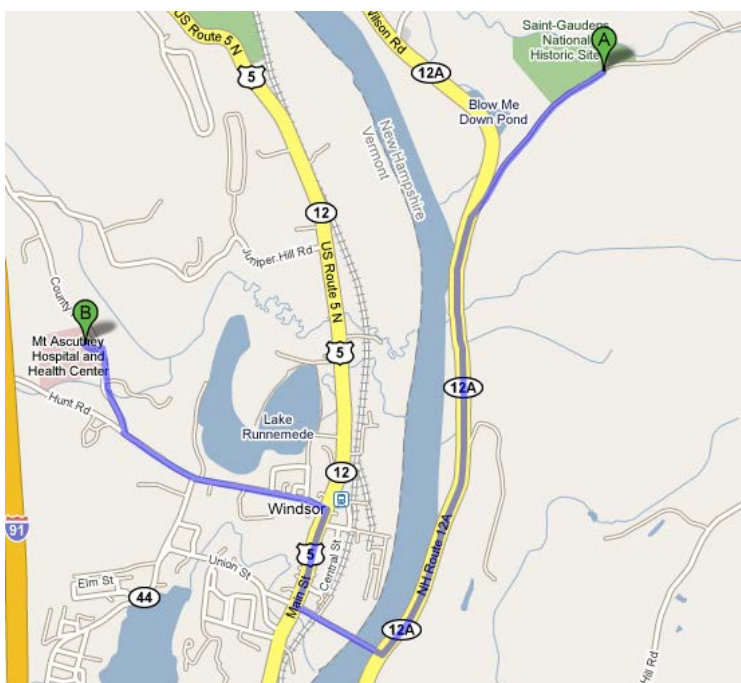 US Route 5 N
5
Wilson Rd
12A
Saint-Gaudens
National
Historic Site
A
Blow Me
Down Pond
New Hampshire
Vermont
12
Juniper Hill Rd
US Route 5 N
County
B
Mt Ascutney
Hospital and
Health Center
5
12A
Hunt Rd
Lake
Runnemede
12
Windsor
91
5
Central St
NH Route 12A
Union St
Elm St
44
Main St
12A
Hill Rd